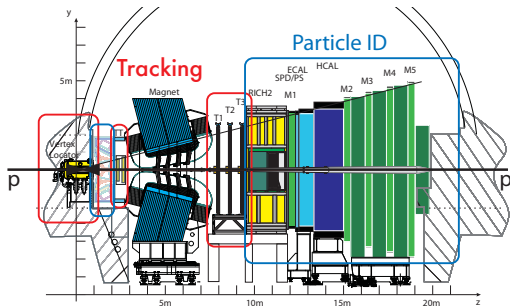 y
Particle ID
Tracking
5m
Magnet
HCAL
ECAL
SPD/PS
RICH2
M1
M2
M3
M4
M5
T1
T2
T3
Vertex
Locator
p
p
5m
10m
15m
20m
z